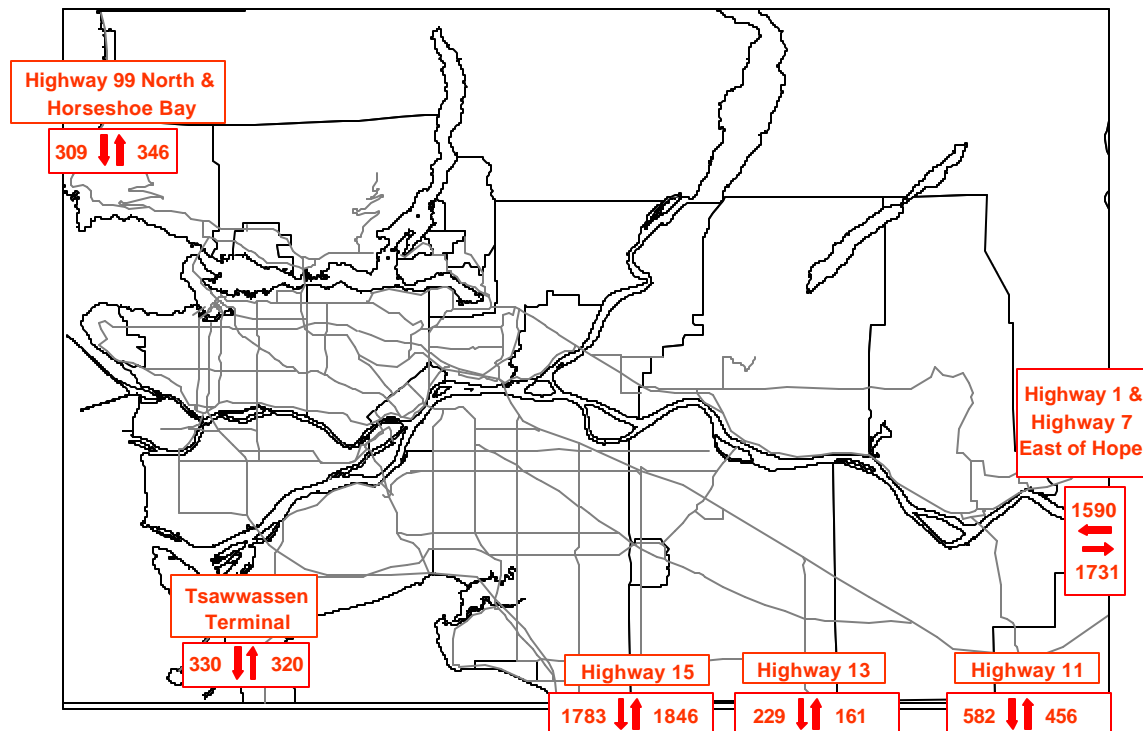 Highway 99 North &
Horseshoe Bay
309 346
Highway 1 &
Highway 7
East of Hope
1590
1731
Tsawwassen
Terminal
330 320
Highway 15
1783 1846
Highway 13
229 161
Highway 11
582 456